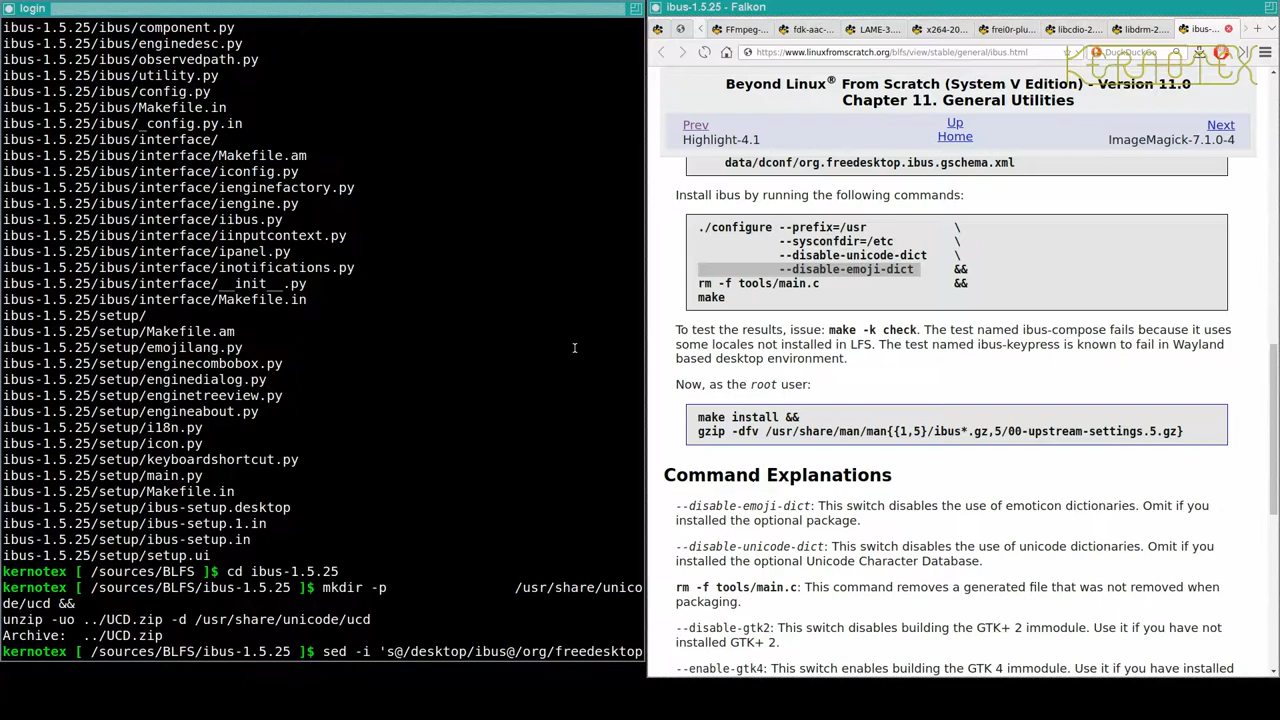 login
ibus-1.5.25/ibus/component.py
ibus-1.5.25/ibus/enginedesc.py
ibus-1.5.25/ibus/observedpath.py
ibus-1.5.25/ibus/utility.py
ibus-1.5.25/ibus/config.py
ibus-1.5.25/ibus/Makefile.in
ibus-1.5.25/ibus/_config.py.in
ibus-1.5.25/ibus/interface/
ibus-1.5.25/ibus/interface/Makefile.am
ibus-1.5.25/ibus/interface/iconfig.py
ibus-1.5.25/ibus/interface/ienginefactory.py
ibus-1.5.25/ibus/interface/iengine.py
ibus-1.5.25/ibus/interface/iibus.py
ibus-1.5.25/ibus/interface/iinputcontext.py
ibus-1.5.25/ibus/interface/ipanel.py
ibus-1.5.25/ibus/interface/inotifications.py
ibus-1.5.25/ibus/interface/__init__.py
ibus-1.5.25/ibus/interface/Makefile.in
ibus-1.5.25/setup/
ibus-1.5.25/setup/Makefile.am
ibus-1.5.25/setup/emojilang.py
ibus-1.5.25/setup/enginecombobox.py
ibus-1.5.25/setup/enginedialog.py
ibus-1.5.25/setup/enginetreeview.py
ibus-1.5.25/setup/engineabout.py
ibus-1.5.25/setup/i18n.py
ibus-1.5.25/setup/icon.py
ibus-1.5.25/setup/keyboardshortcut.py
ibus-1.5.25/setup/main.py
ibus-1.5.25/setup/Makefile.in
ibus-1.5.25/setup/ibus-setup.desktop
ibus-1.5.25/setup/ibus-setup.1.in
ibus-1.5.25/setup/ibus-setup.in
ibus-1.5.25/setup/setup.ui
kernotex [ /sources/BLFS ]$ cd ibus-1.5.25
kernotex [ /sources/BLFS/ibus-1.5.25 ]$ mkdir -p                /usr/share/unico
de/ucd &&
unzip -uo ../UCD.zip -d /usr/share/unicode/ucd
Archive:  ../UCD.zip
kernotex [ /sources/BLFS/ibus-1.5.25 ]$ sed -i 's@/desktop/ibus@/org/freedesktop
ibus-1.5.25 - Falkon
FFmpeg-... fdk-aac-... LAME-3.... x264-20... frei0r-plu... libcdio-2.... libdrm-2.... ibus-...
https://www.linuxfromscratch.org/blfs/view/stable/general/ibus.html
DuckDuckGo
KERNOTEX
Beyond Linux® From Scratch (System V Edition) - Version 11.0
Chapter 11. General Utilities
Prev Up Next
Highlight-4.1 Home ImageMagick-7.1.0-4
data/dconf/org.freedesktop.ibus.gschema.xml
Install ibus by running the following commands:
./configure --prefix=/usr             \
            --sysconfdir=/etc         \
            --disable-unicode-dict    \
            --disable-emoji-dict      &&
rm -f tools/main.c                    &&
make
To test the results, issue: make -k check. The test named ibus-compose fails because it uses
some locales not installed in LFS. The test named ibus-keypress is known to fail in Wayland
based desktop environment.
Now, as the root user:
make install &&
gzip -dfv /usr/share/man/man{{1,5}/ibus*.gz,5/00-upstream-settings.5.gz}
Command Explanations
--disable-emoji-dict: This switch disables the use of emoticon dictionaries. Omit if you
installed the optional package.
--disable-unicode-dict: This switch disables the use of unicode dictionaries. Omit if you
installed the optional Unicode Character Database.
rm -f tools/main.c: This command removes a generated file that was not removed when
packaging.
--disable-gtk2: This switch disables building the GTK+ 2 immodule. Use it if you have not
installed GTK+ 2.
--enable-gtk4: This switch enables building the GTK 4 immodule. Use it if you have installed